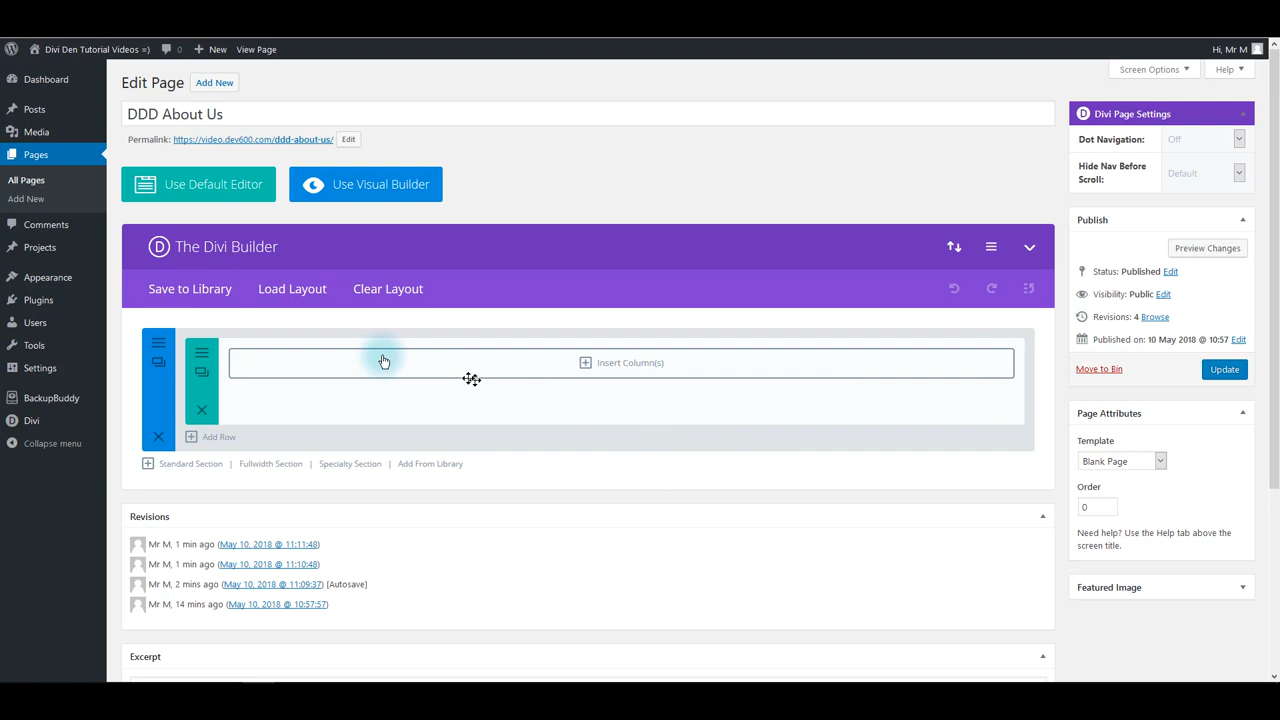 Divi Den Tutorial Videos =) 0 New View Page Hi, Mr M
Dashboard
Posts
Media
Pages
All Pages
Add New
Comments
Projects
Appearance
Plugins
Users
Tools
Settings
BackupBuddy
Divi
Collapse menu
Screen Options Help
Edit Page Add New
DDD About Us
Permalink: https://video.dev600.com/ddd-about-us/ Edit
Use Default Editor Use Visual Builder
D The Divi Builder
Save to Library Load Layout Clear Layout
Insert Column(s)
Add Row
Standard Section | Fullwidth Section | Specialty Section | Add From Library
Revisions
Mr M, 1 min ago (May 10, 2018 @ 11:11:48)
Mr M, 1 min ago (May 10, 2018 @ 11:10:48)
Mr M, 2 mins ago (May 10, 2018 @ 11:09:37) [Autosave]
Mr M, 14 mins ago (May 10, 2018 @ 10:57:57)
Excerpt
D Divi Page Settings
Dot Navigation: Off
Hide Nav Before Default
Scroll:
Publish
Preview Changes
Status: Published Edit
Visibility: Public Edit
Revisions: 4 Browse
Published on: 10 May 2018 @ 10:57 Edit
Move to Bin Update
Page Attributes
Template
Blank Page
Order
0
Need help? Use the Help tab above the
screen title.
Featured Image